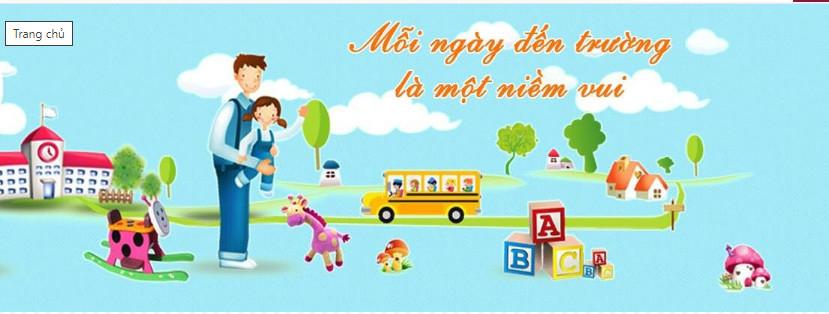 Trang chủ
Mỗi ngày đến trường
là một niềm vui
A
B C B A
C